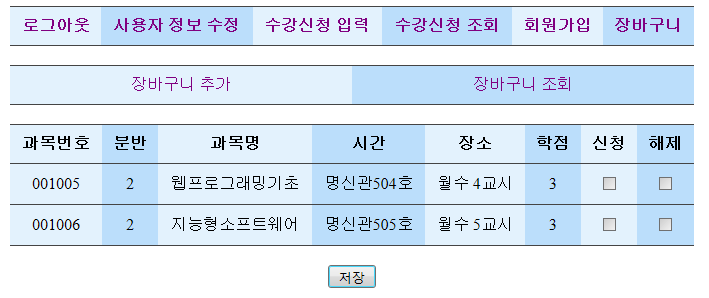 로그아웃 사용자 정보 수정 수강신청 입력 수강신청 조회 회원가입 장바구니
장바구니 추가 장바구니 조회
과목번호 분반 과목명 시간 장소 학점 신청 해제
001005 2 웹프로그래밍기초 명신관504호 월수 4교시 3
001006 2 지능형소프트웨어 명신관505호 월수 5교시 3
저장